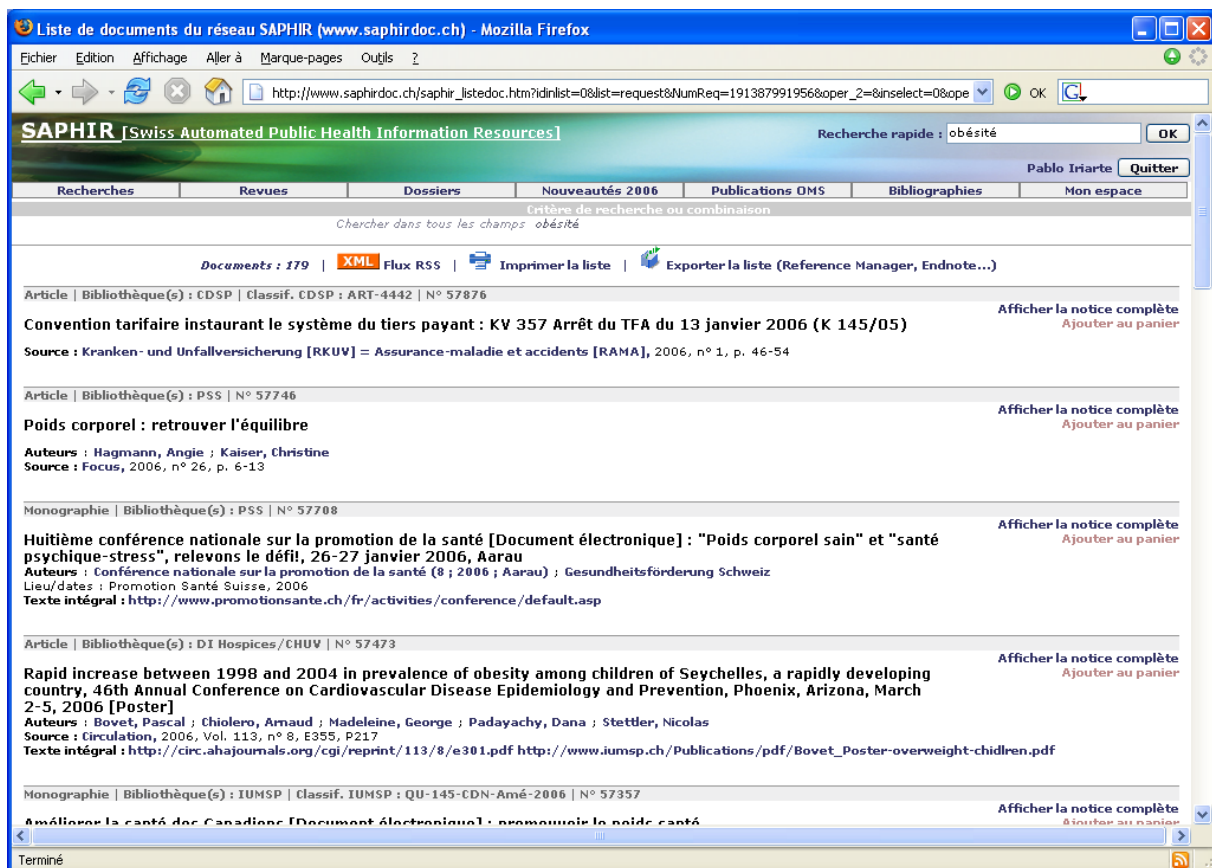 Liste de documents du réseau SAPHIR (www.saphirdoc.ch) - Mozilla Firefox
Fichier Edition Affichage Aller à Marque-pages Outils ?
http://www.saphirdoc.ch/saphir_listedoc.htm?idinlist=0&list=request&NumReq=191387991956&oper_2=&inselect=0&ope OK G
SAPHIR [Swiss Automated Public Health Information Resources] Recherche rapide : obésité OK
Pablo Iriarte Quitter
Recherches Revues Dossiers Nouveautés 2006 Publications OMS Bibliographies Mon espace
Critère de recherche ou combinaison
Chercher dans tous les champs obésité
Documents : 179 | XML Flux RSS | Imprimer la liste | Exporter la liste (Reference Manager, Endnote...)
Article | Bibliothèque(s) : CDSP | Classif. CDSP : ART-4442 | N° 57876
Afficher la notice complète
Convention tarifaire instaurant le système du tiers payant : KV 357 Arrêt du TFA du 13 janvier 2006 (K 145/05) Ajouter au panier
Source : Kranken- und Unfallversicherung [RKUV] = Assurance-maladie et accidents [RAMA], 2006, n° 1, p. 46-54
Article | Bibliothèque(s) : PSS | N° 57746
Afficher la notice complète
Poids corporel : retrouver l'équilibre Ajouter au panier
Auteurs : Hagmann, Angie ; Kaiser, Christine
Source : Focus, 2006, n° 26, p. 6-13
Monographie | Bibliothèque(s) : PSS | N° 57708
Afficher la notice complète
Huitième conférence nationale sur la promotion de la santé [Document électronique] : "Poids corporel sain" et "santé Ajouter au panier
psychique-stress", relevons le défi!, 26-27 janvier 2006, Aarau
Auteurs : Conférence nationale sur la promotion de la santé (8 ; 2006 ; Aarau) ; Gesundheitsförderung Schweiz
Lieu/dates : Promotion Santé Suisse, 2006
Texte intégral : http://www.promotionsante.ch/fr/activities/conference/default.asp
Article | Bibliothèque(s) : DI Hospices/CHUV | N° 57473
Afficher la notice complète
Rapid increase between 1998 and 2004 in prevalence of obesity among children of Seychelles, a rapidly developing Ajouter au panier
country, 46th Annual Conference on Cardiovascular Disease Epidemiology and Prevention, Phoenix, Arizona, March
2-5, 2006 [Poster]
Auteurs : Bovet, Pascal ; Chiolero, Arnaud ; Madeleine, George ; Padayachy, Dana ; Stettler, Nicolas
Source : Circulation, 2006, Vol. 113, n° 8, E355, P217
Texte intégral : http://circ.ahajournals.org/cgi/reprint/113/8/e301.pdf http://www.iumsp.ch/Publications/pdf/Bovet_Poster-overweight-chidlren.pdf
Monographie | Bibliothèque(s) : IUMSP | Classif. IUMSP : QU-145-CDN-Amé-2006 | N° 57357
Afficher la notice complète
Améliorer la santé des Canadiens [Document électronique] : promouvoir le poids santé Ajouter au panier
Terminé